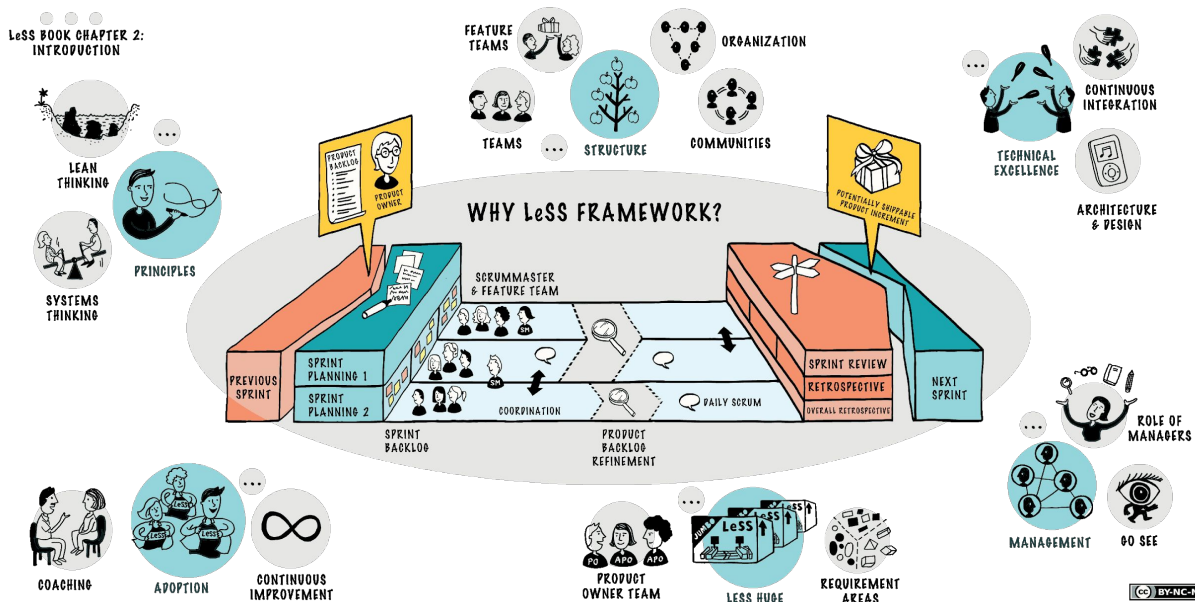 LeSS BOOK CHAPTER 2:
INTRODUCTION
LEAN
THINKING
SYSTEMS
THINKING
PRINCIPLES
FEATURE
TEAMS
ORGANIZATION
TEAMS
STRUCTURE
COMMUNITIES
CONTINUOUS
INTEGRATION
TECHNICAL
EXCELLENCE
ARCHITECTURE
& DESIGN
PRODUCT
BACKLOG
PRODUCT
OWNER
WHY LeSS FRAMEWORK?
POTENTIALLY SHIPPABLE
PRODUCT INCREMENT
SCRUMMASTER
& FEATURE TEAM
SM
SM
PREVIOUS
SPRINT
SPRINT
PLANNING 1
SPRINT
PLANNING 2
COORDINATION
DAILY SCRUM
SPRINT REVIEW
RETROSPECTIVE
OVERALL RETROSPECTIVE
NEXT
SPRINT
SPRINT
BACKLOG
PRODUCT
BACKLOG
REFINEMENT
ROLE OF
MANAGERS
MANAGEMENT
GO SEE
COACHING
LeSS
LeSS
LeSS
ADOPTION
CONTINUOUS
IMPROVEMENT
PO
APO
APO
PRODUCT
OWNER TEAM
JUMBO
LeSS
LESS HUGE
REQUIREMENT
AREAS
CC BY-NC-N